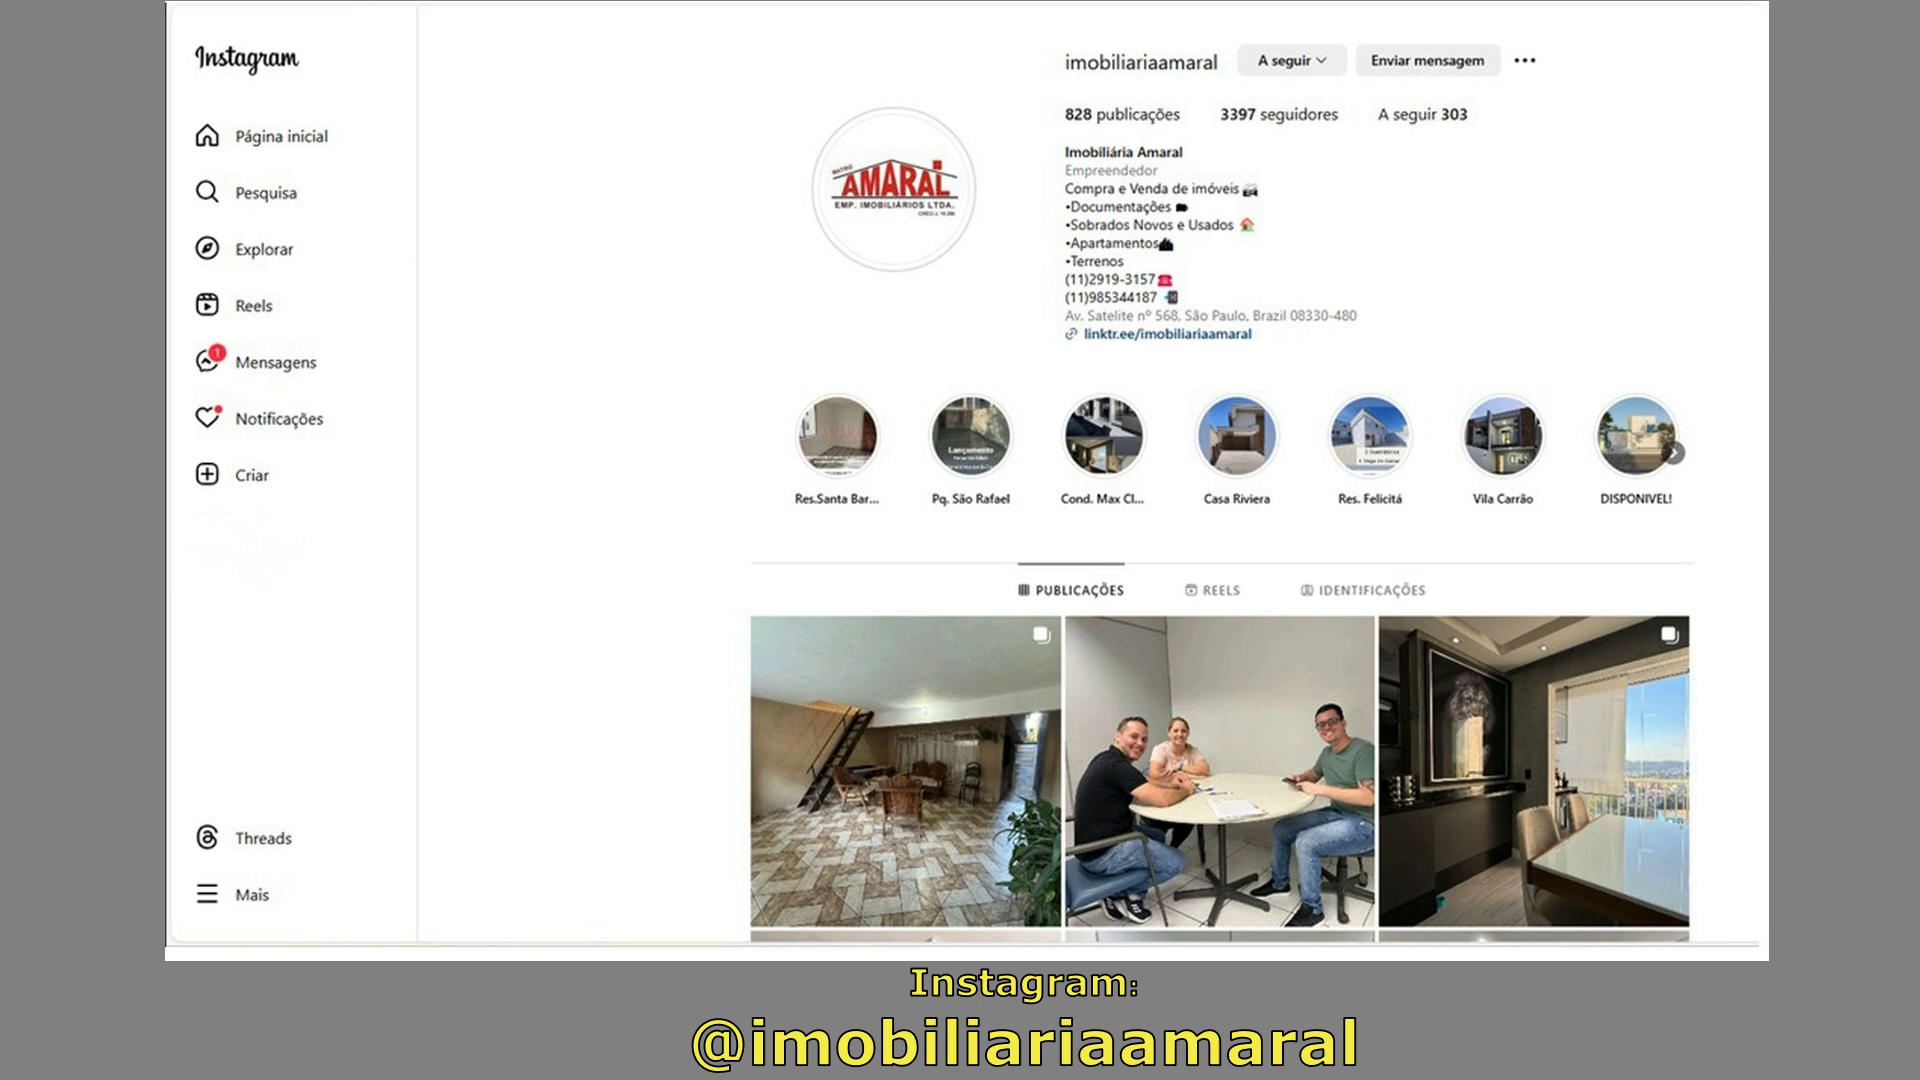 Instagram
Página inicial
Pesquisa
Explorar
Reels
1
Mensagens
Notificações
Criar
Threads
Mais
imobiliariaamaral
A seguir
Enviar mensagem
828 publicações 3397 seguidores A seguir 303
MATRIZ
AMARAL
EMP. IMOBILIÁRIOS LTDA.
Imobiliária Amaral
Empreendedor
Compra e Venda de imóveis
•Documentações
•Sobrados Novos e Usados
•Apartamentos
•Terrenos
(11)2919-3157
(11)985344187
Av. Satelite nº 568, São Paulo, Brazil 08330-480
linktr.ee/imobiliariaamaral
Lançamento
Res.Santa Bar...
Pq. São Rafael
Cond. Max Cl...
Casa Riviera
Res. Felicitá
Vila Carrão
DISPONIVEL!
PUBLICAÇÕES
REELS
IDENTIFICAÇÕES
Instagram:
@imobiliariaamaral